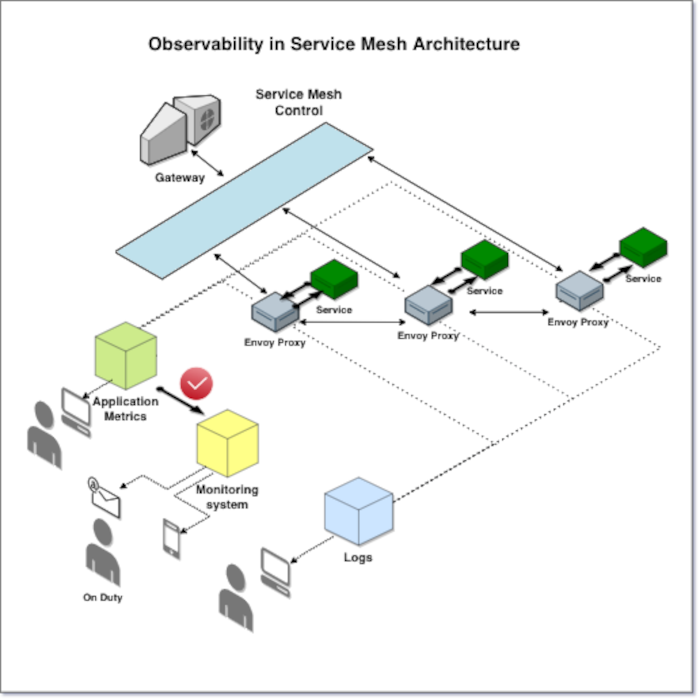 Observability in Service Mesh Architecture
Service Mesh
Control
Gateway
Service
Envoy Proxy
Service
Envoy Proxy
Service
Envoy Proxy
Application
Metrics
Monitoring
system
@
Logs
On Duty